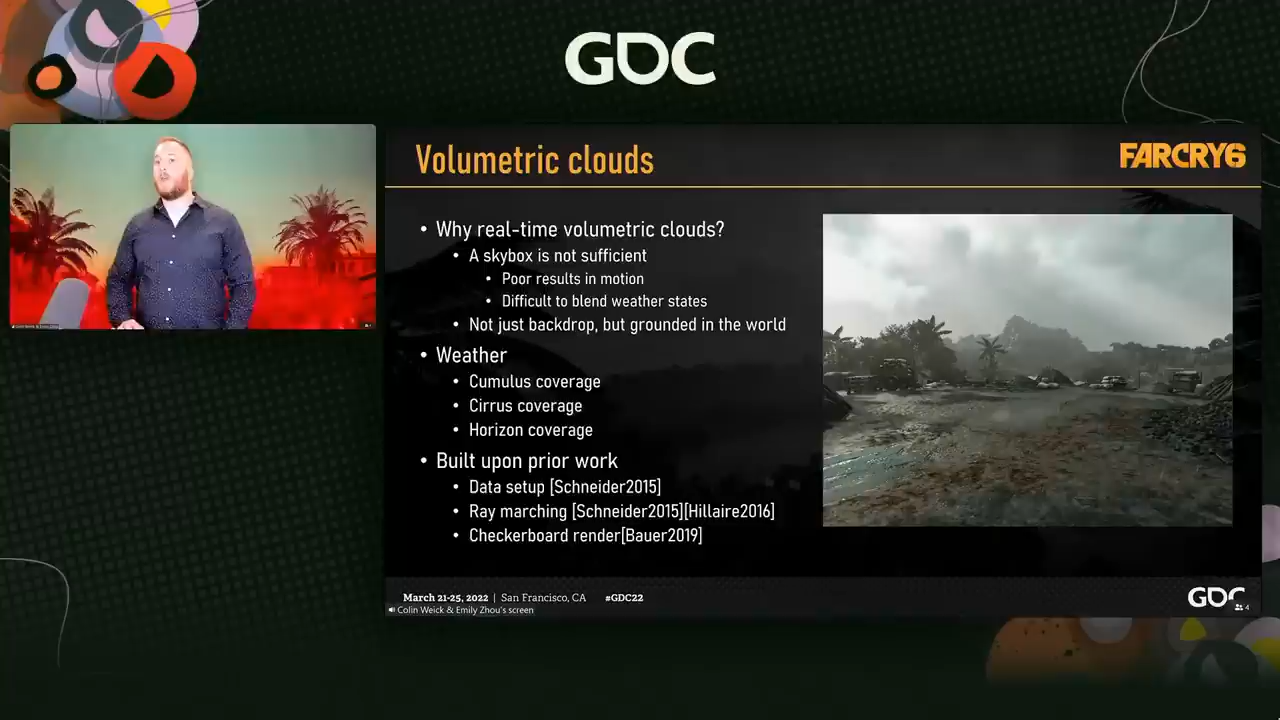 GDC
Volumetric clouds
FARCRY6
• Why real-time volumetric clouds?
• A skybox is not sufficient
• Poor results in motion
• Difficult to blend weather states
• Not just backdrop, but grounded in the world
• Weather
• Cumulus coverage
• Cirrus coverage
• Horizon coverage
• Built upon prior work
• Data setup [Schneider2015]
• Ray marching [Schneider2015][Hillaire2016]
• Checkerboard render[Bauer2019]
March 21-25, 2022 | San Francisco, CA #GDC22
GDC
4
Colin Weick & Emily Zhou's screen